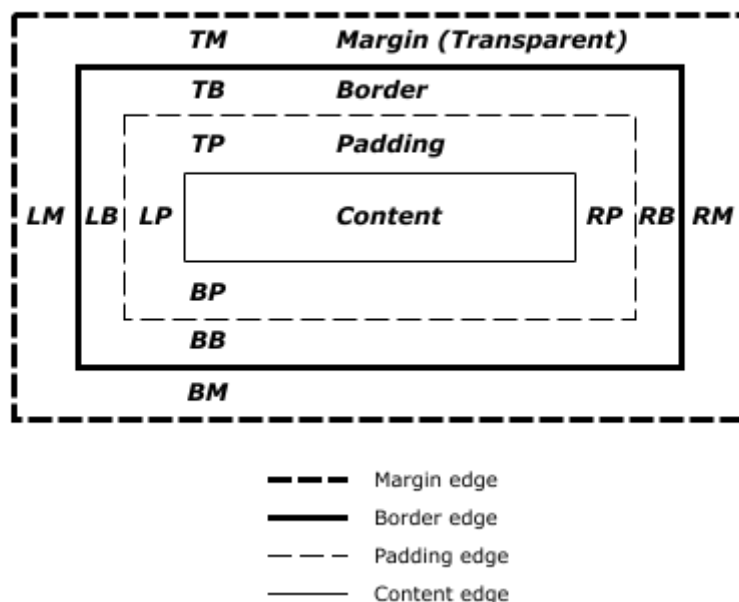 TM Margin (Transparent)
TB Border
TP Padding
LM LB LP Content RP RB RM
BP
BB
BM
Margin edge
Border edge
Padding edge
Content edge